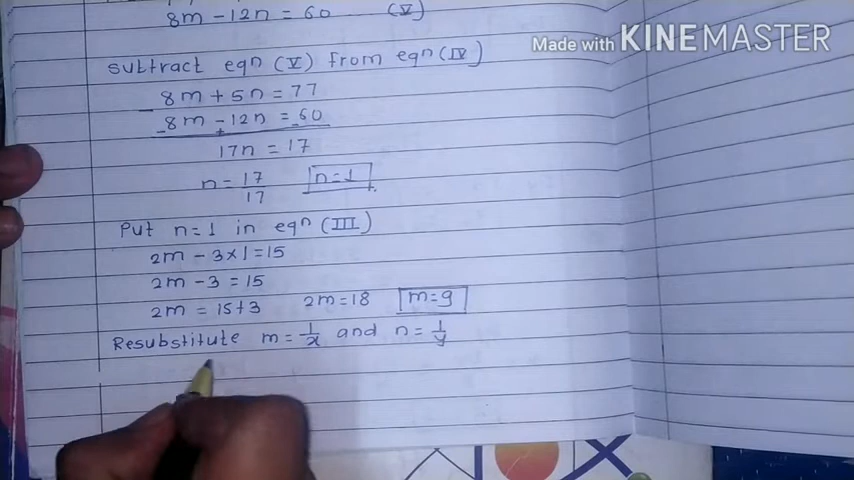 8m - 12n = 60 (V)
Made with KINEMASTER
subtract eqn (V) from eqn (IV)
8m + 5n = 77
- 8m - 12n = 60
- + -
17n = 17
n = 17/17 n = 1
Put n = 1 in eqn (III)
2m - 3 × 1 = 15
2m - 3 = 15
2m = 15 + 3 2m = 18 m = 9
Resubstitute m = 1/x and n = 1/y